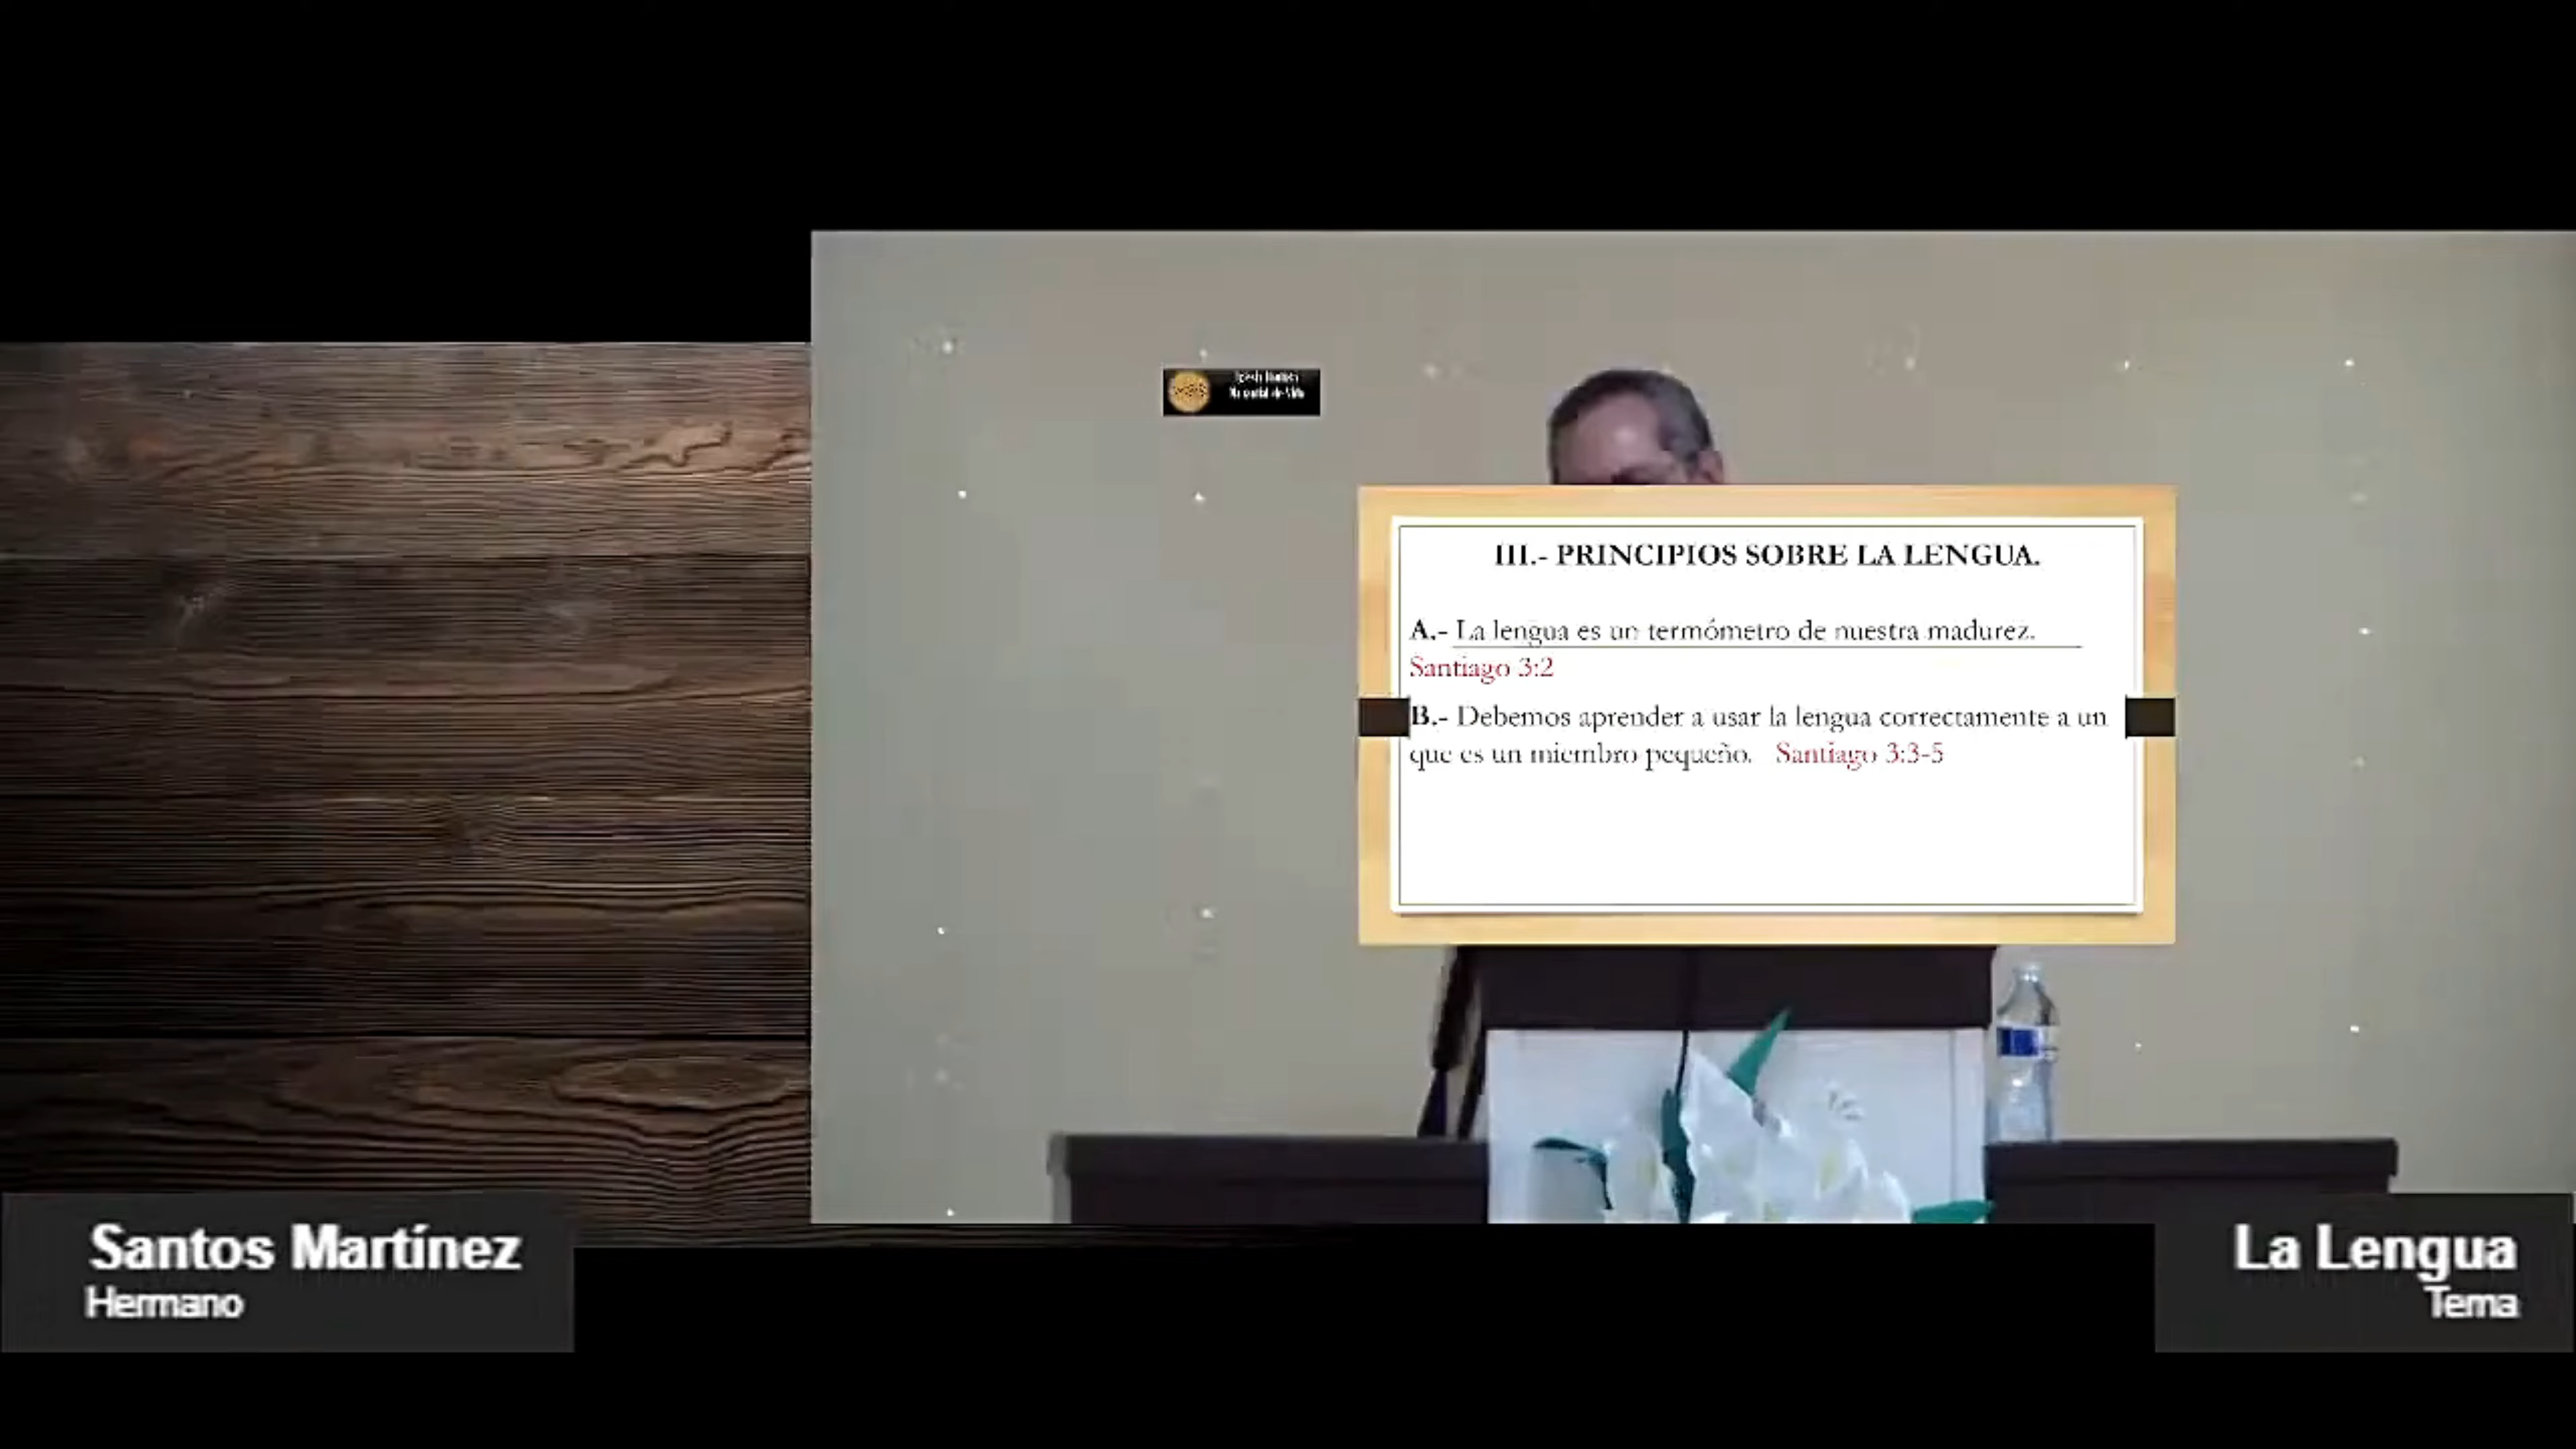 de Vida
III.- PRINCIPIOS SOBRE LA LENGUA.
A.- La lengua es un termómetro de nuestra madurez.
Santiago 3:2
B.- Debemos aprender a usar la lengua correctamente a un
que es un miembro pequeño. Santiago 3:3-5
Santos Martínez
Hermano
La Lengua
Tema